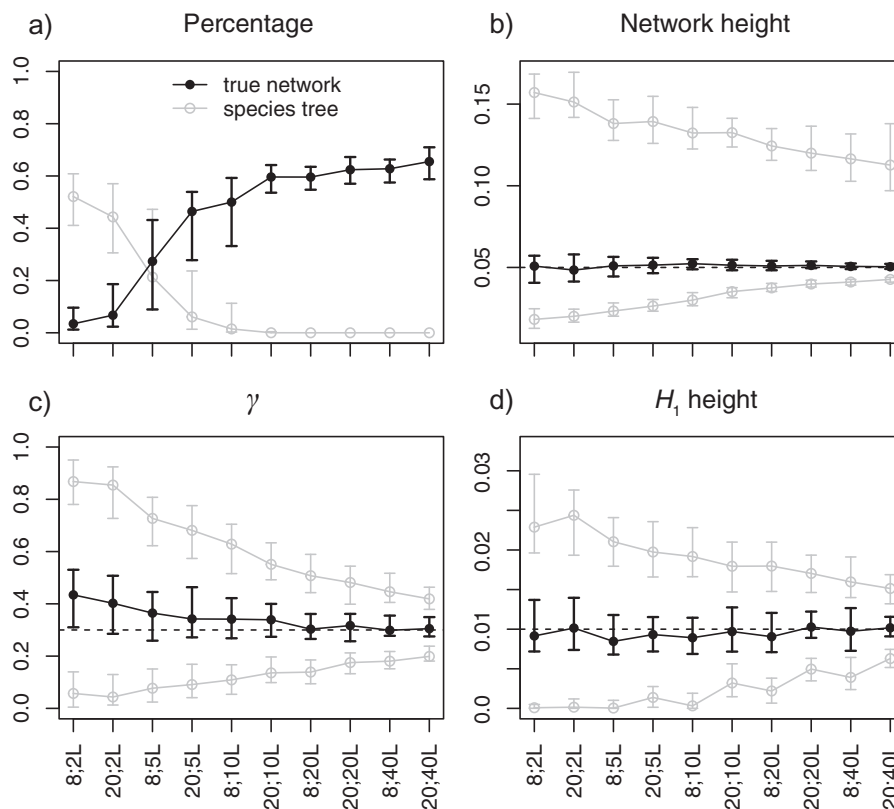 a) Percentage
1.0
0.8
0.6
0.4
0.2
0.0
true network
species tree
b) Network height
0.15
0.10
0.05
c) γ
1.0
0.8
0.6
0.4
0.2
0.0
8;2L
20;2L
8;5L
20;5L
8;10L
20;10L
8;20L
20;20L
8;40L
20;40L
d) H1 height
0.03
0.02
0.01
0.0
8;2L
20;2L
8;5L
20;5L
8;10L
20;10L
8;20L
20;20L
8;40L
20;40L